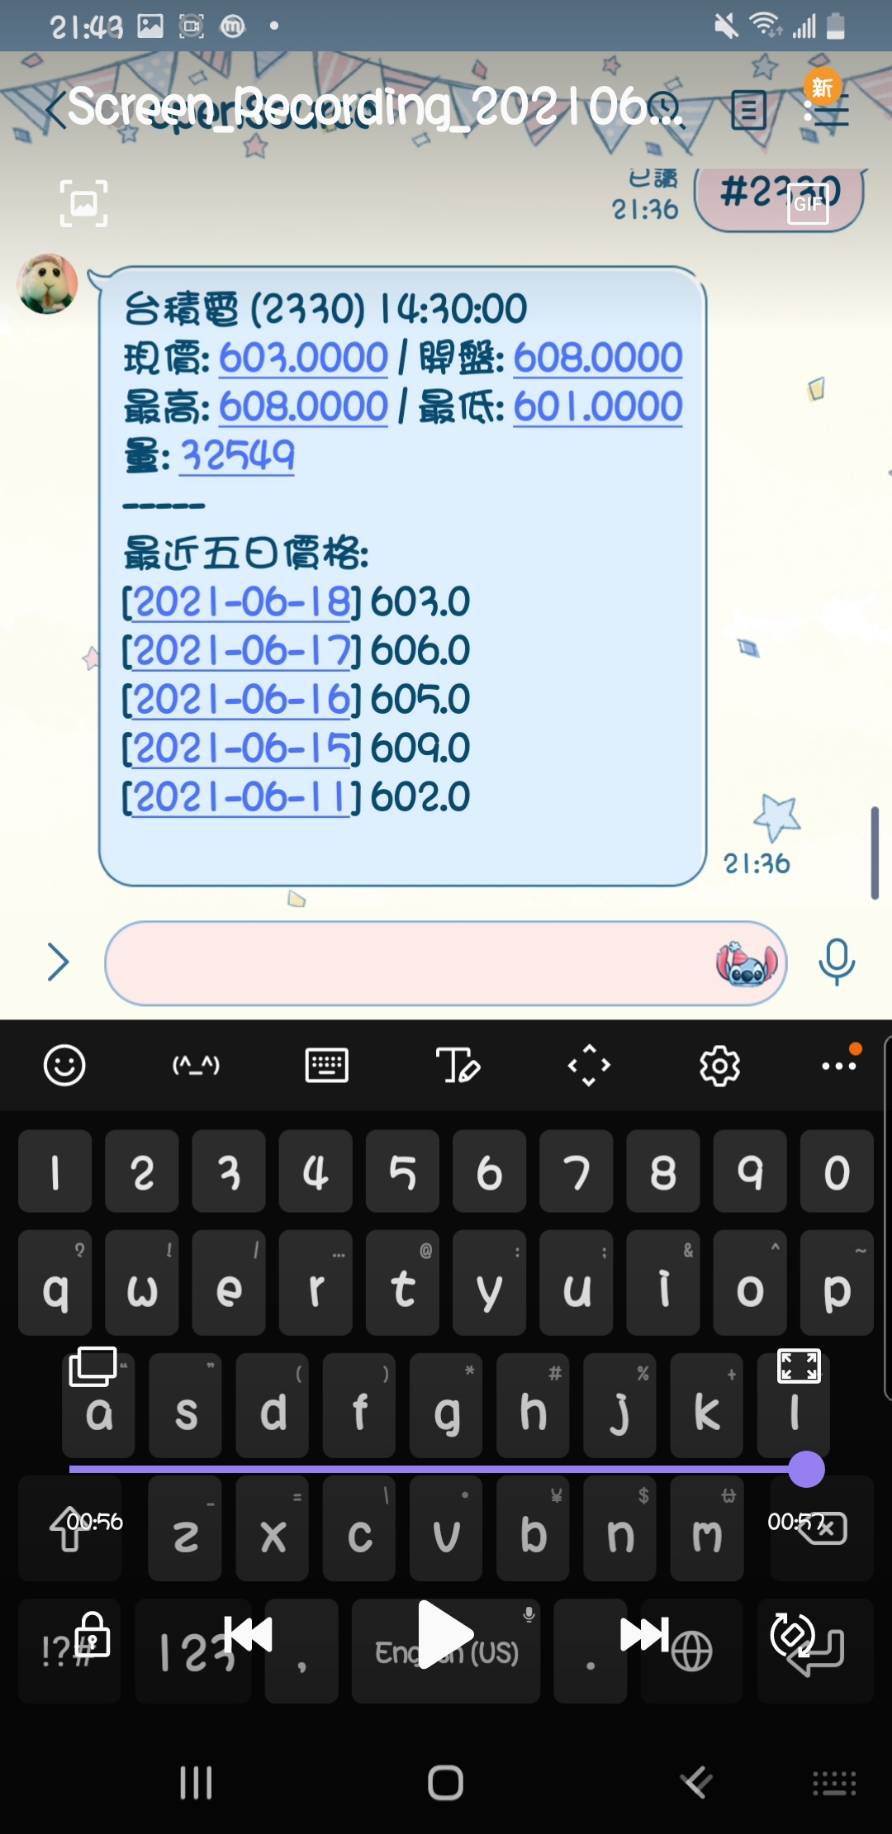 21:43
Screen_Recording_202106...
新
已讀
21:36
#2330
GIF
台積電 (2330) 14:30:00
現價: 603.0000 / 開盤: 608.0000
最高: 608.0000 / 最低: 601.0000
量: 32549
-----
最近五日價格:
[2021-06-18] 603.0
[2021-06-17] 606.0
[2021-06-16] 605.0
[2021-06-15] 609.0
[2021-06-11] 602.0
21:36
(^_^)
1 2 3 4 5 6 7 8 9 0
? ! / ... @ : ; & ^ ~
q w e r t y u i o p
“ ” ( ) * # % +
a s d f g h j k l
- = \ • ¥ $
00:56 z x c v b n m 00:57
!?# 123 , English (US) .